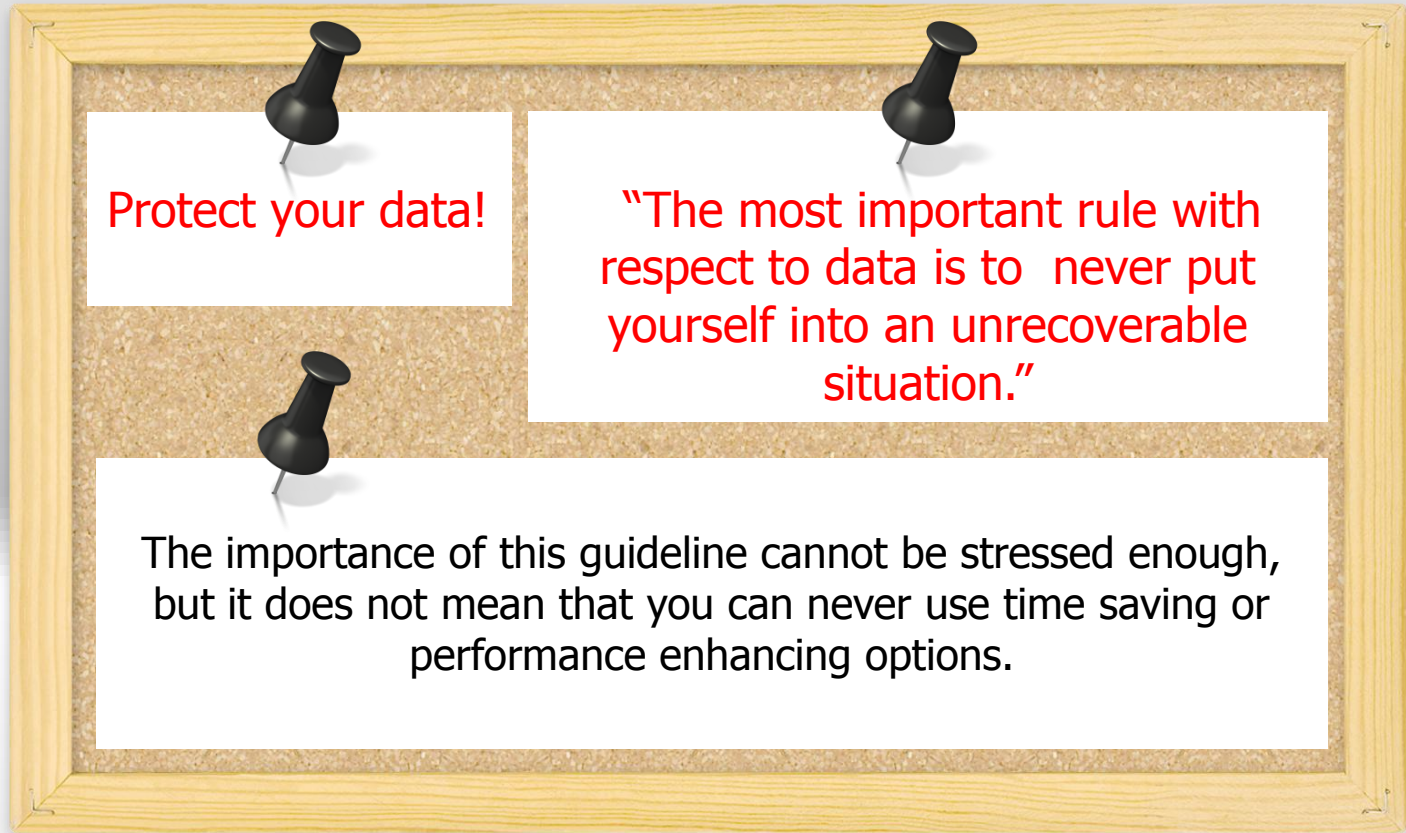 Protect your data!
“The most important rule with
respect to data is to  never put
yourself into an unrecoverable
situation.”
The importance of this guideline cannot be stressed enough,
but it does not mean that you can never use time saving or
performance enhancing options.